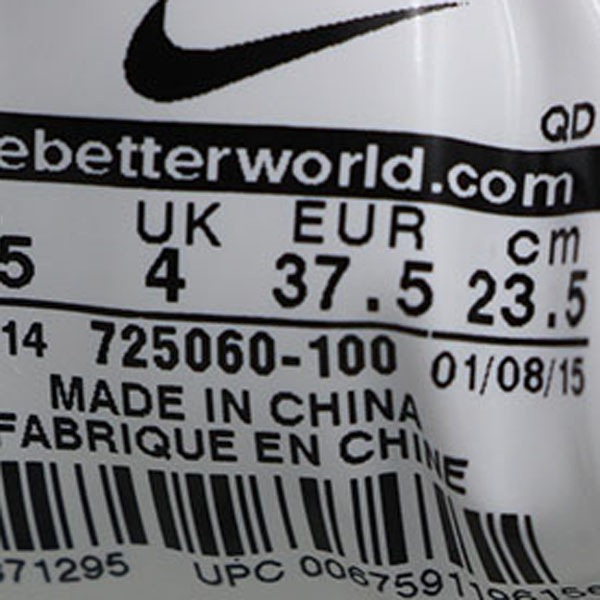 QD
ebetterworld.com
UK EUR cm
5 4 37.5 23.5
14 725060-100 01/08/15
MADE IN CHINA
FABRIQUE EN CHINE
371295 UPC